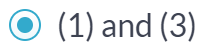 (1) and (3)